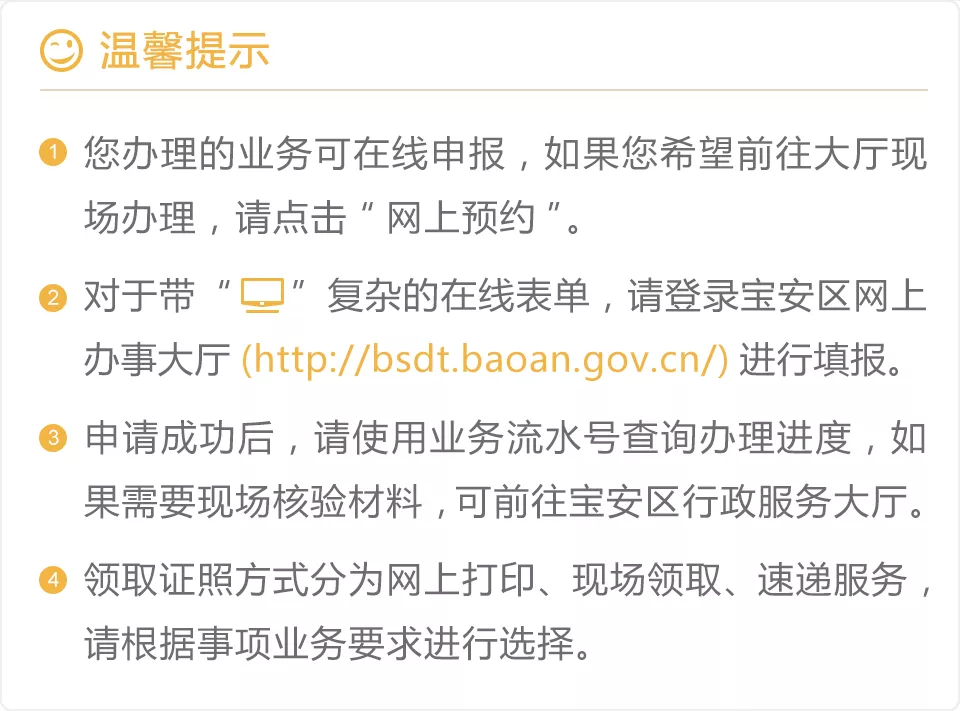 温馨提示
1 您办理的业务可在线申报，如果您希望前往大厅现
场办理，请点击“网上预约”。
2 对于带“ ”复杂的在线表单，请登录宝安区网上
办事大厅(http://bsdt.baoan.gov.cn/)进行填报。
3 申请成功后，请使用业务流水号查询办理进度，如
果需要现场核验材料，可前往宝安区行政服务大厅。
4 领取证照方式分为网上打印、现场领取、速递服务，
请根据事项业务要求进行选择。